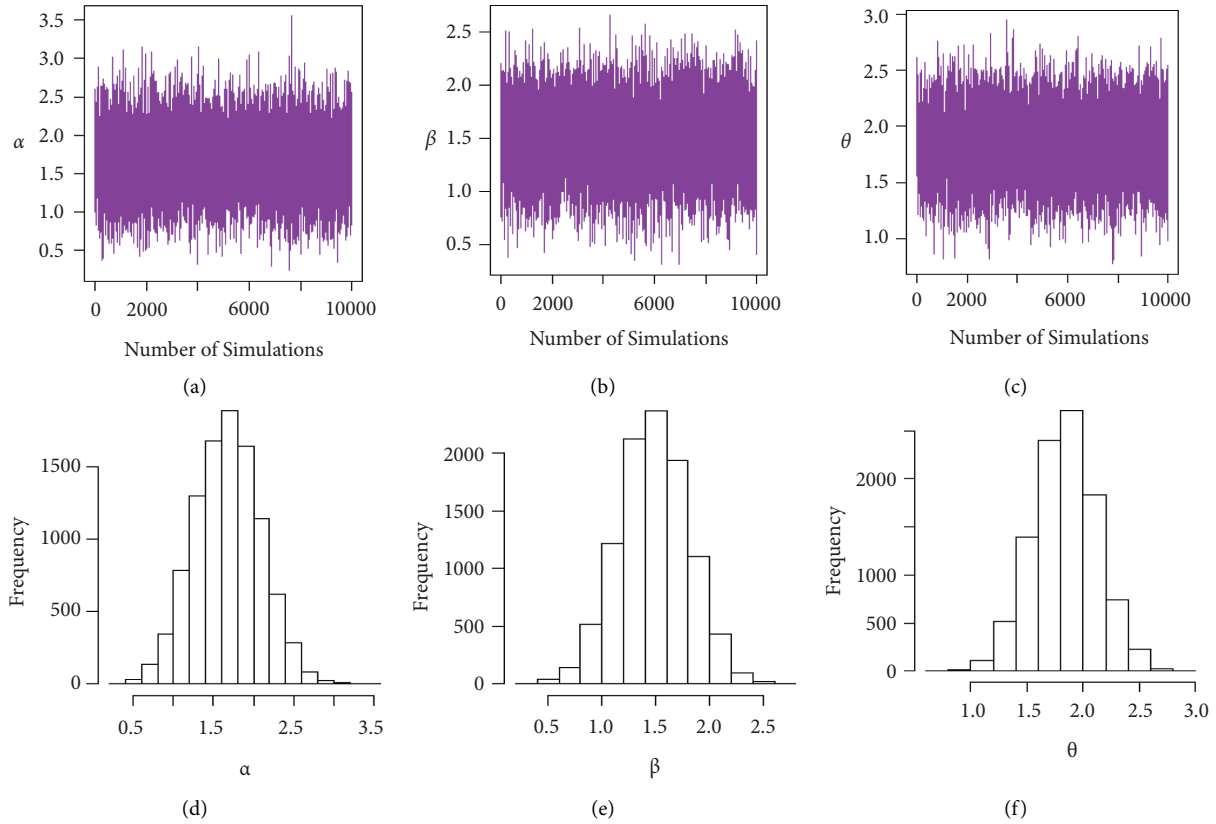 3.5
3.0
2.5
2.0
1.5
1.0
0.5
α
0 2000 6000 10000
Number of Simulations
(a)
2.5
2.0
1.5
1.0
0.5
β
0 2000 6000 10000
Number of Simulations
(b)
3.0
2.5
2.0
1.5
1.0
θ
0 2000 6000 10000
Number of Simulations
(c)
1500
1000
500
0
Frequency
0.5 1.5 2.5 3.5
α
(d)
2000
1500
1000
500
0
Frequency
0.5 1.0 1.5 2.0 2.5
β
(e)
2000
1000
500
0
Frequency
1.0 1.5 2.0 2.5 3.0
θ
(f)